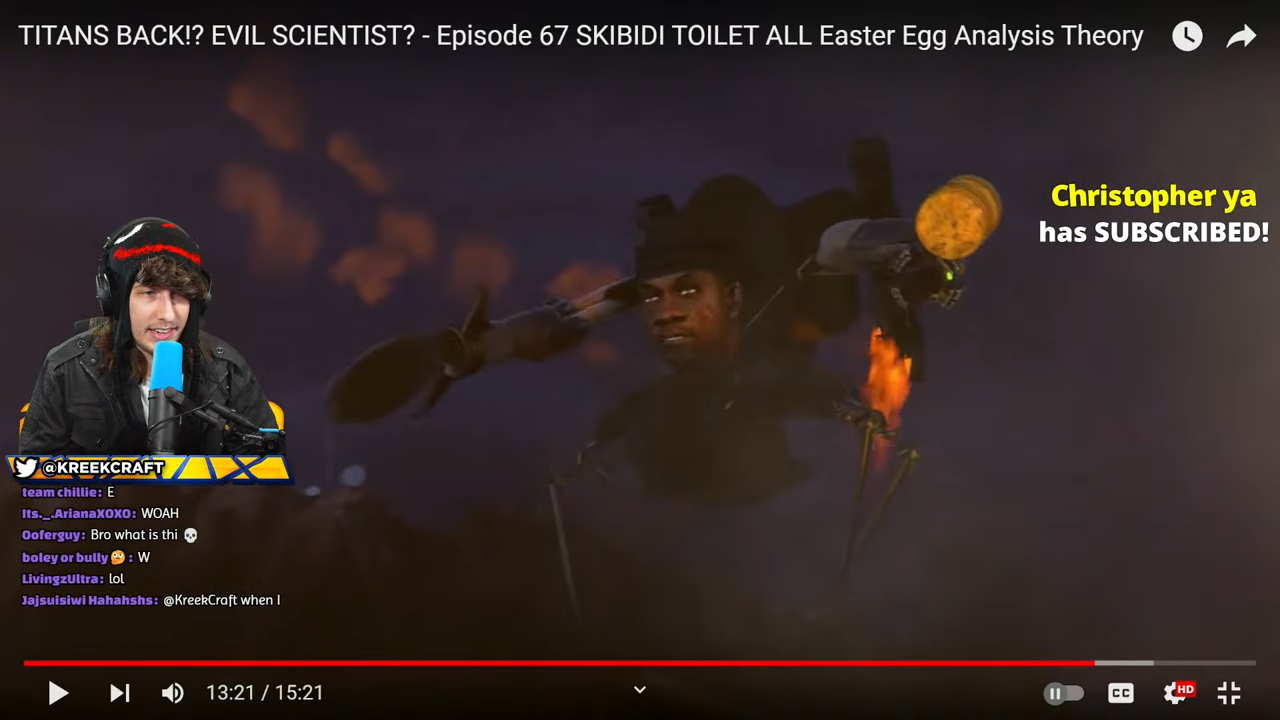 TITANS BACK!? EVIL SCIENTIST? - Episode 67 SKIBIDI TOILET ALL Easter Egg Analysis Theory
Christopher ya
has SUBSCRIBED!
@KREEKCRAFT
team chillie: E
Its._.ArianaXOXO: WOAH
Ooferguy: Bro what is thi 💀
boley or bully🤔: W
LivingzUltra: lol
Jajsuisiwi Hahahshs: @KreekCraft when I
13:21 / 15:21
CC
HD